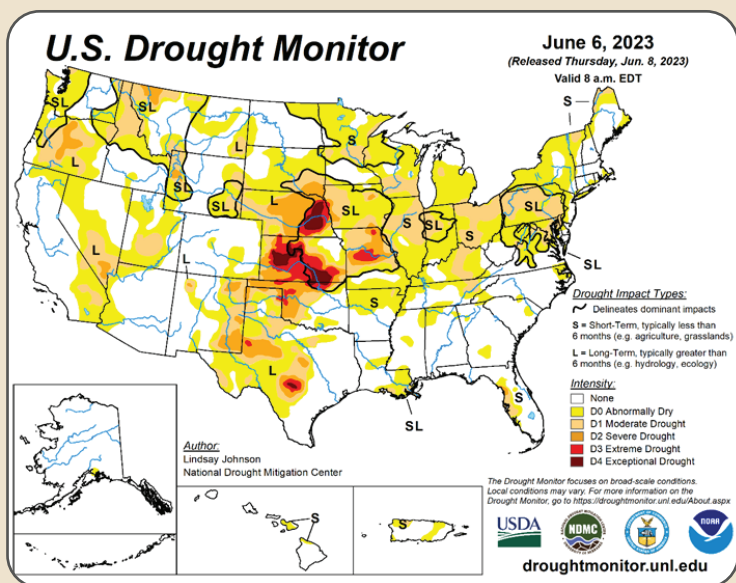 U.S. Drought Monitor
June 6, 2023
(Released Thursday, Jun. 8, 2023)
Valid 8 a.m. EDT
S
SL
SL
S
L
L
SL
SL
L
SL
S
SL
S
SL
L
L
SL
S
L
S
SL
Drought Impact Types:
Delineates dominant impacts
S = Short-Term, typically less than
6 months (e.g. agriculture, grasslands)
L = Long-Term, typically greater than
6 months (e.g. hydrology, ecology)
Intensity:
None
D0 Abnormally Dry
D1 Moderate Drought
D2 Severe Drought
D3 Extreme Drought
D4 Exceptional Drought
Author:
Lindsay Johnson
National Drought Mitigation Center
S
S
The Drought Monitor focuses on broad-scale conditions.
Local conditions may vary. For more information on the
Drought Monitor, go to https://droughtmonitor.unl.edu/About.aspx
USDA
NDMC
NOAA
droughtmonitor.unl.edu